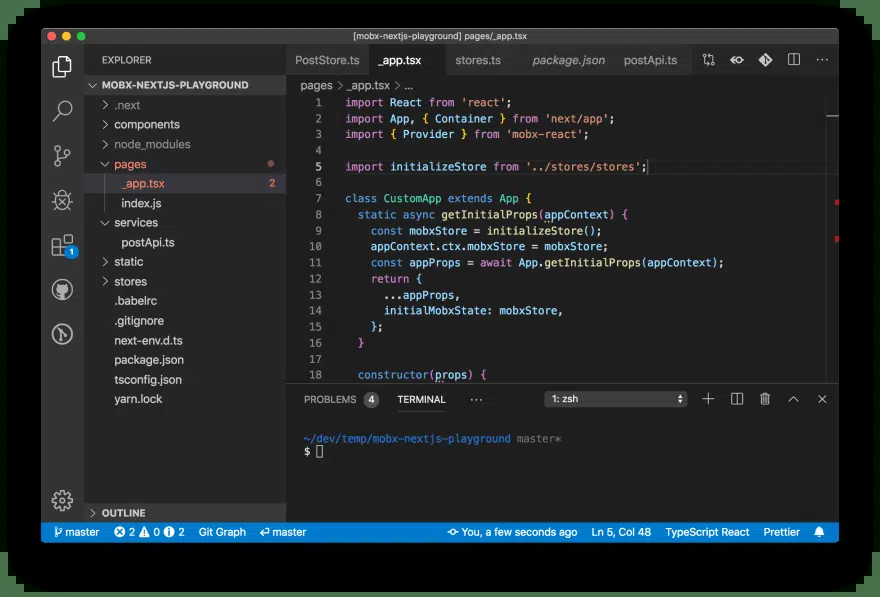 [mobx-nextjs-playground] pages/_app.tsx
EXPLORER
MOBX-NEXTJS-PLAYGROUND
.next
components
node_modules
pages
_app.tsx 2
index.js
services
postApi.ts
static
stores
.babelrc
.gitignore
next-env.d.ts
package.json
tsconfig.json
yarn.lock
OUTLINE
1
PostStore.ts _app.tsx stores.ts package.json postApi.ts ...
pages > _app.tsx > ...
1 import React from 'react';
2 import App, { Container } from 'next/app';
3 import { Provider } from 'mobx-react';
4
5 import initializeStore from '../stores/stores';
6
7 class CustomApp extends App {
8 static async getInitialProps(appContext) {
9 const mobxStore = initializeStore();
10 appContext.ctx.mobxStore = mobxStore;
11 const appProps = await App.getInitialProps(appContext);
12 return {
13 ...appProps,
14 initialMobxState: mobxStore,
15 };
16 }
17
18 constructor(props) {
PROBLEMS 4 TERMINAL ... 1: zsh
~/dev/temp/mobx-nextjs-playground master*
$
master 2 0 2 Git Graph master You, a few seconds ago Ln 5, Col 48 TypeScript React Prettier